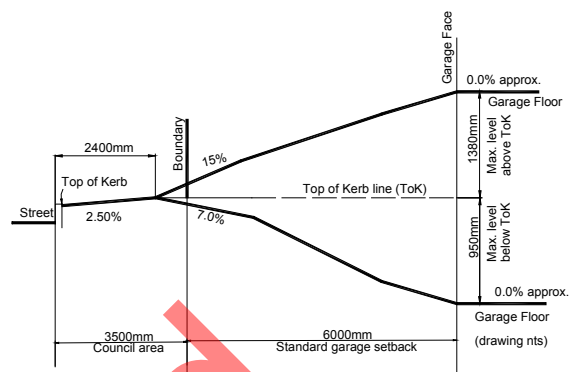 Garage Face
0.0% approx.
Garage Floor
1380mm
Max. level
above ToK
Boundary
2400mm
15%
Top of Kerb
Top of Kerb line (ToK)
Street
2.50%
7.0%
950mm
Max. level
below ToK
0.0% approx.
Garage Floor
3500mm
6000mm
Council area
Standard garage setback
(drawing nts)